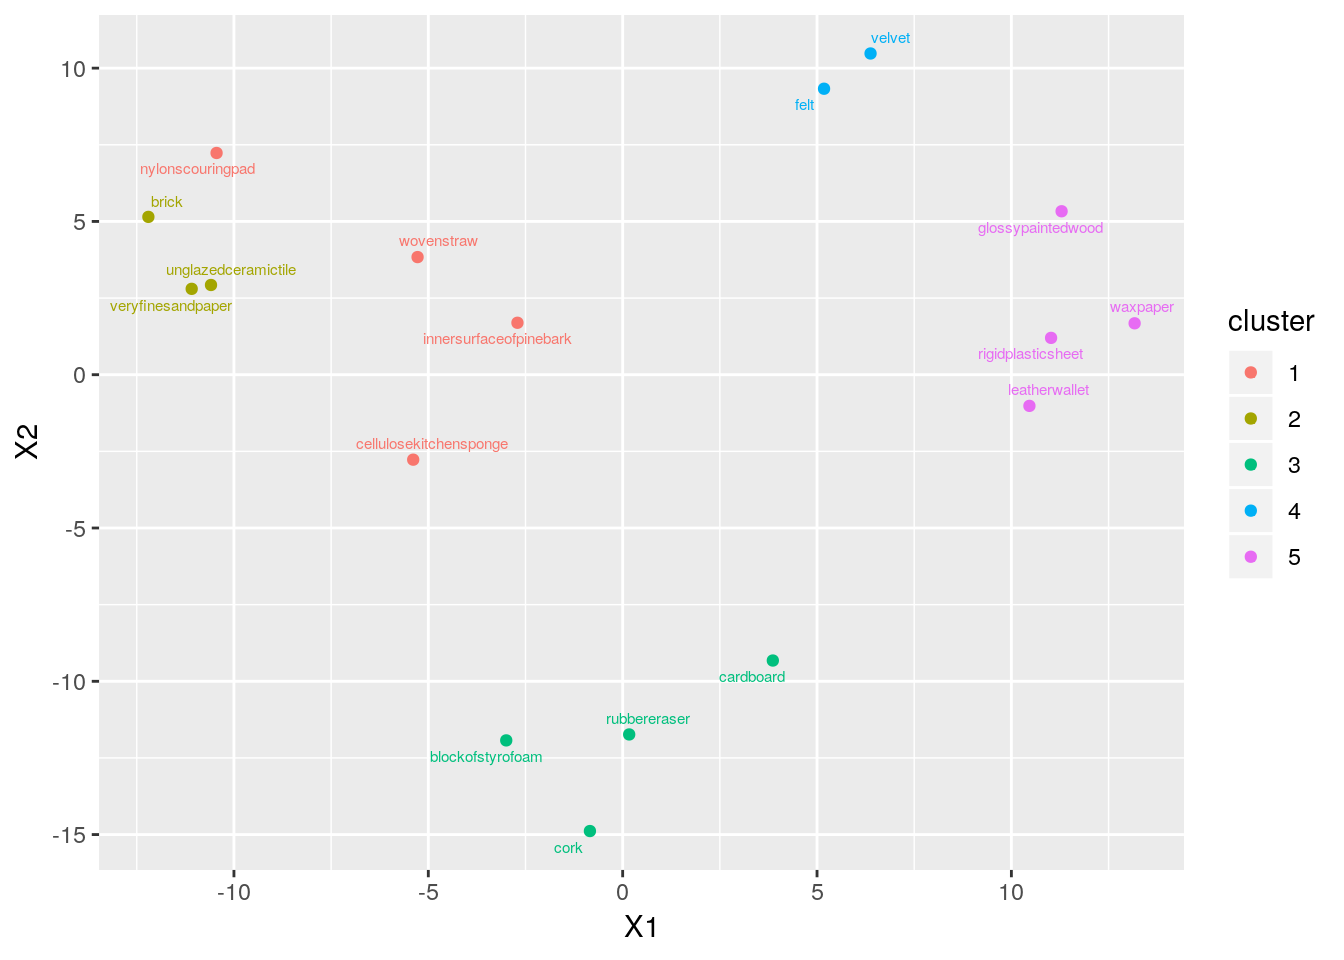 velvet
felt
nylonscouringpad
brick
glossypaintedwood
wovenstraw
unglazedceramictile
veryfinesandpaper
waxpaper
innersurfaceofpinebark
rigidplasticsheet
leatherwallet
cellulosekitchensponge
cardboard
rubbereraser
blockofstyrofoam
cork
10
5
0
-5
-10
-15
X2
-10
-5
0
5
10
X1
cluster
1
2
3
4
5